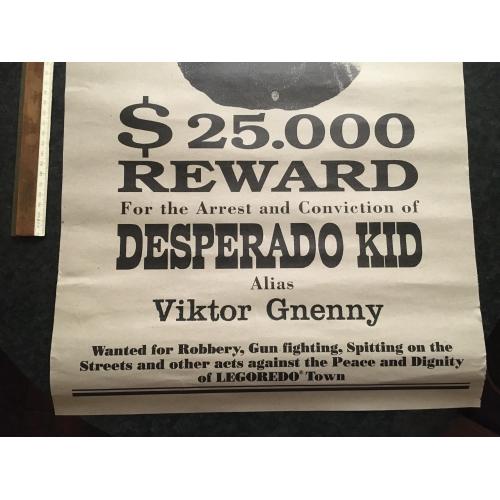 $ 25.000
REWARD
For the Arrest and Conviction of
DESPERADO KID
Alias
Viktor Gnenny
Wanted for Robbery, Gun fighting, Spitting on the
Streets and other acts against the Peace and Dignity
of LEGOREDO® Town